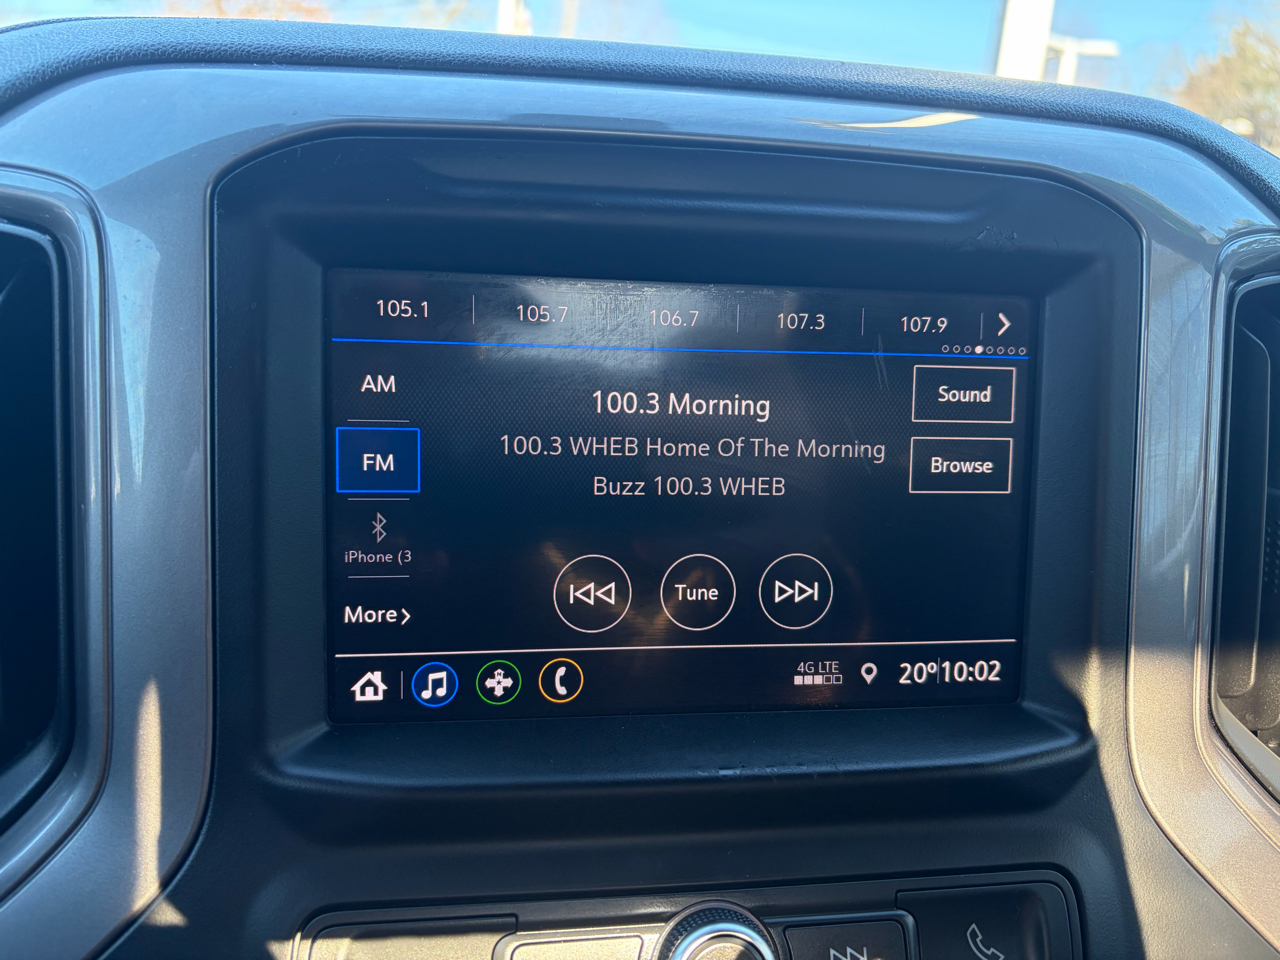 105.1
105.7
106.7
107.3
107.9
AM
100.3 Morning
Sound
FM
100.3 WHEB Home Of The Morning
Browse
Buzz 100.3 WHEB
iPhone (3
Tune
More
4G LTE
20° 10:02